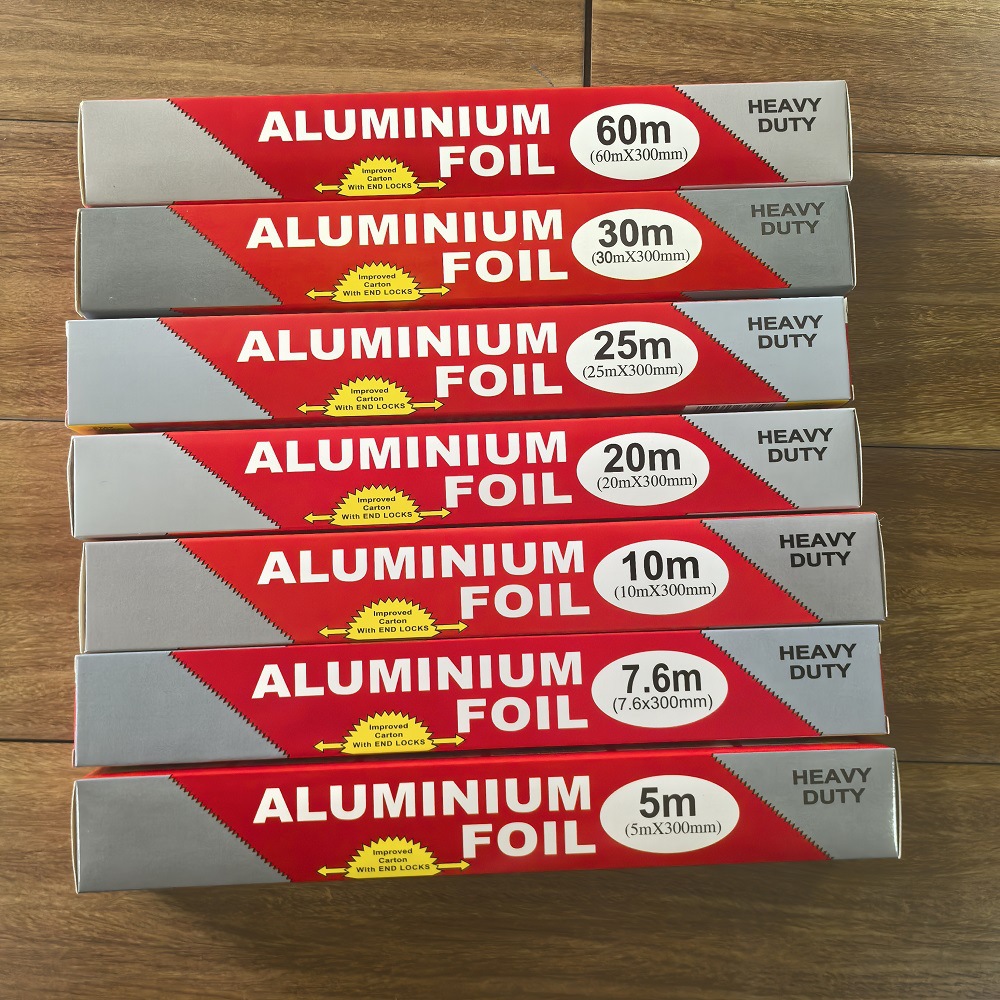 ALUMINIUM
FOIL
60m
(60mX300mm)
HEAVY
DUTY
Improved
Carton
With END LOCKS
ALUMINIUM
FOIL
30m
(30mX300mm)
HEAVY
DUTY
Improved
Carton
With END LOCKS
ALUMINIUM
FOIL
25m
(25mX300mm)
HEAVY
DUTY
Improved
Carton
With END LOCKS
ALUMINIUM
FOIL
20m
(20mX300mm)
HEAVY
DUTY
Improved
Carton
With END LOCKS
ALUMINIUM
FOIL
10m
(10mX300mm)
HEAVY
DUTY
Improved
Carton
With END LOCKS
ALUMINIUM
FOIL
7.6m
(7.6x300mm)
HEAVY
DUTY
Improved
Carton
With END LOCKS
ALUMINIUM
FOIL
5m
(5mX300mm)
HEAVY
DUTY
Improved
Carton
With END LOCKS